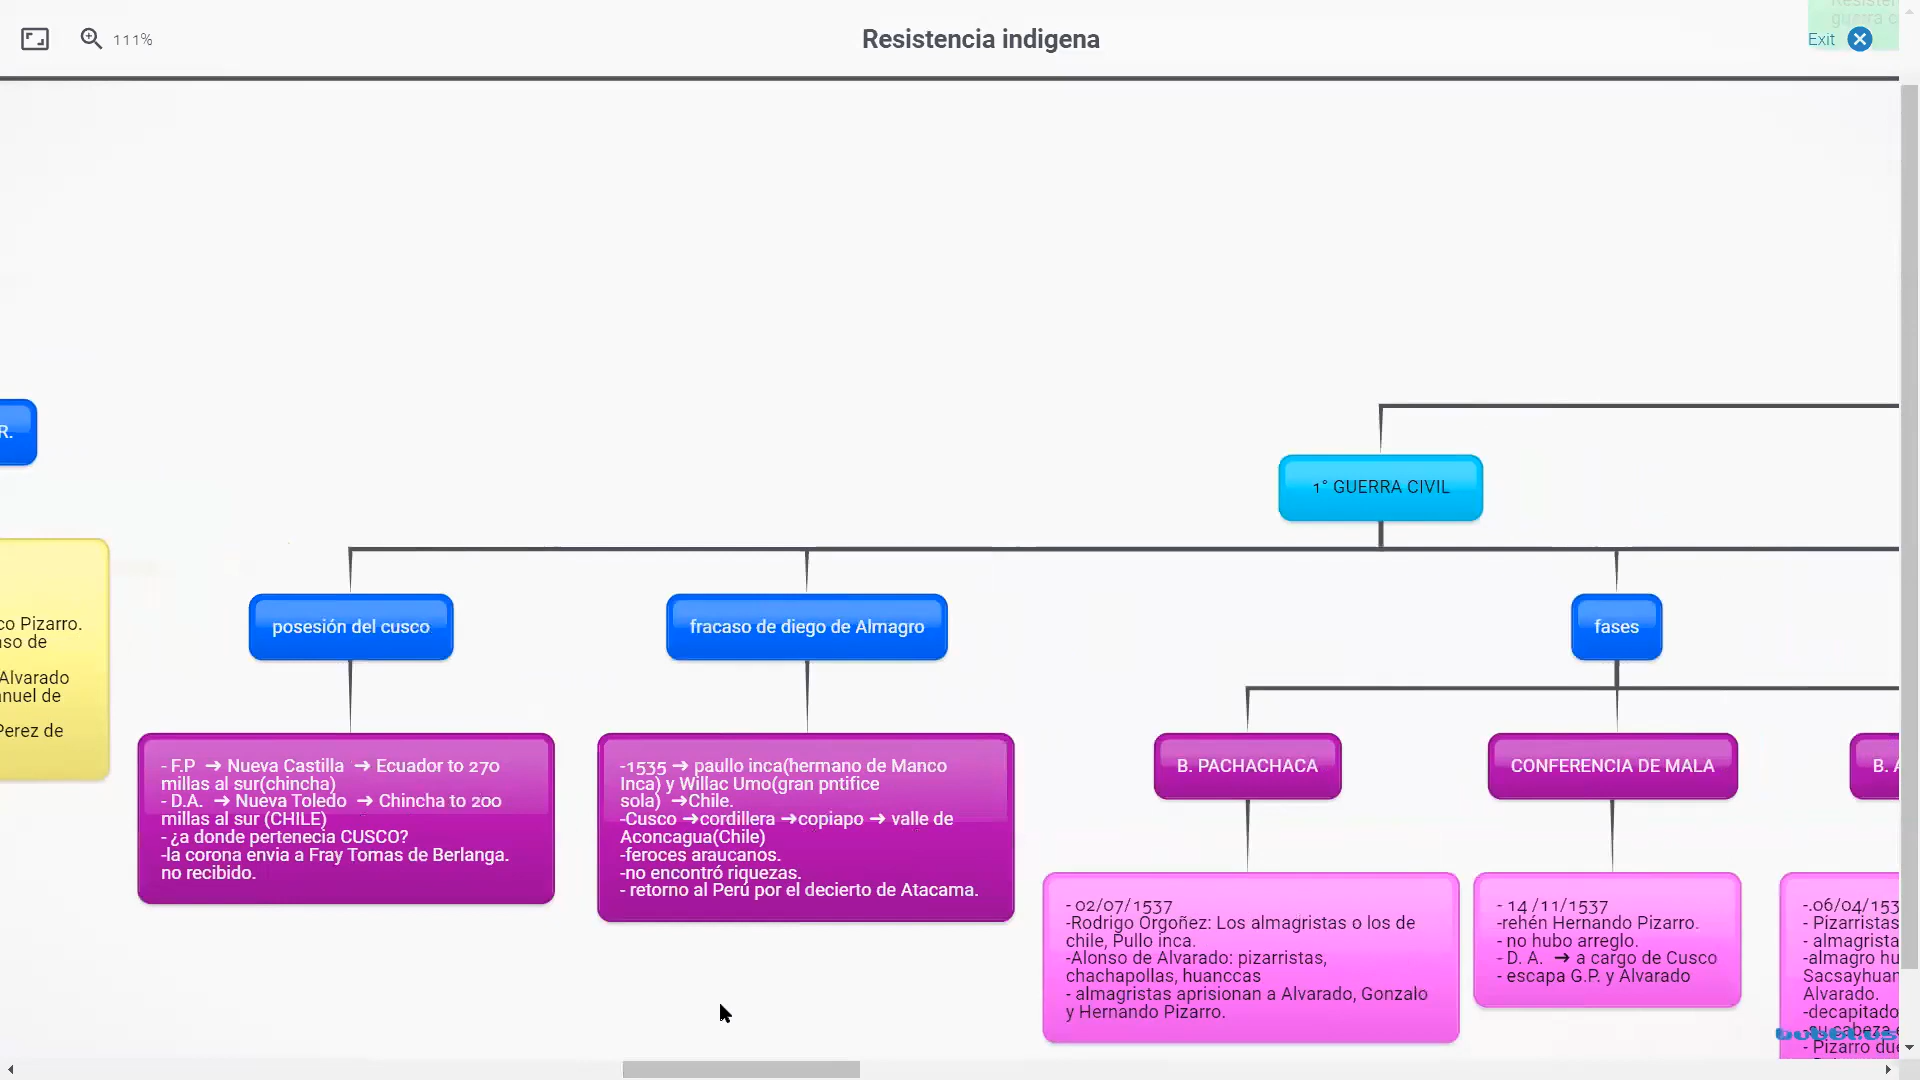 111%
Resistencia indigena
Exit
R.
1° GUERRA CIVIL
posesión del cusco
fracaso de diego de Almagro
fases
co Pizarro.
Alvarado
Perez de
- F.P ➔ Nueva Castilla ➔ Ecuador to 270
millas al sur(chincha)
- D.A. ➔ Nueva Toledo ➔ Chincha to 200
millas al sur (CHILE)
- ¿a donde pertenecia CUSCO?
-la corona envia a Fray Tomas de Berlanga.
no recibido.
-1535 ➔ paullo inca(hermano de Manco
Inca) y Willac Umo(gran pntifice
sola) ➔Chile.
-Cusco ➔cordillera ➔copiapo ➔ valle de
Aconcagua(Chile)
-feroces araucanos.
-no encontró riquezas.
- retorno al Perú por el decierto de Atacama.
B. PACHACHACA
CONFERENCIA DE MALA
B.
- 02/07/1537
-Rodrigo Orgoñez: Los almagristas o los de
chile, Pullo inca.
-Alonso de Alvarado: pizarristas,
chachapollas, huanccas
- almagristas aprisionan a Alvarado, Gonzalo
y Hernando Pizarro.
- 14 /11/1537
-rehén Hernando Pizarro.
- no hubo arreglo.
- D. A. ➔ a cargo de Cusco
- escapa G.P. y Alvarado
-.06/04/153
- Pizarristas
- almagrista
-almagro hu
Sacsayhuar
Alvarado.
-decapitado
-su cabeza
- Pizarro due
bubbl.us